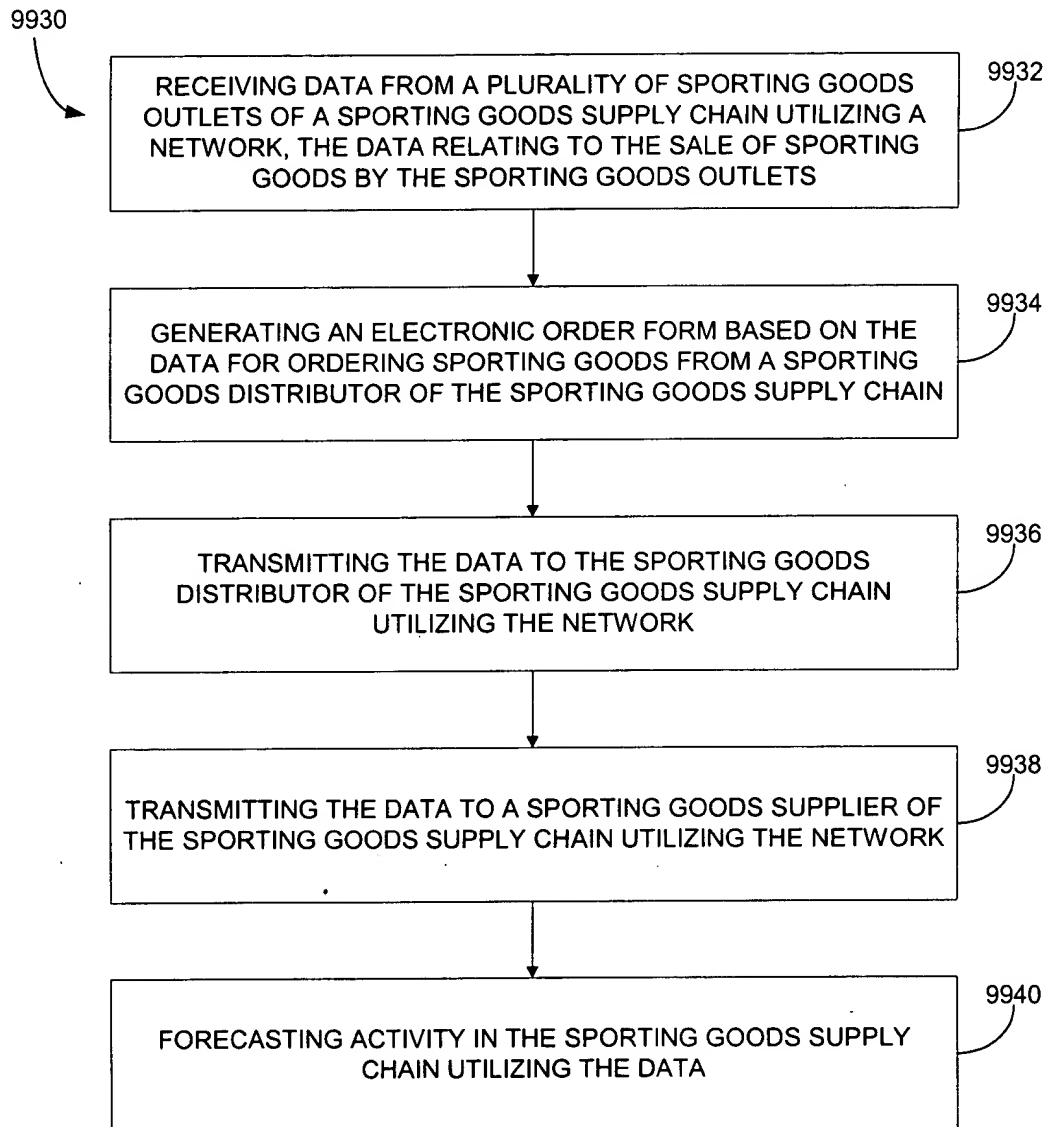 9930
RECEIVING DATA FROM A PLURALITY OF SPORTING GOODS
OUTLETS OF A SPORTING GOODS SUPPLY CHAIN UTILIZING A
NETWORK, THE DATA RELATING TO THE SALE OF SPORTING
GOODS BY THE SPORTING GOODS OUTLETS
9932
GENERATING AN ELECTRONIC ORDER FORM BASED ON THE
DATA FOR ORDERING SPORTING GOODS FROM A SPORTING
GOODS DISTRIBUTOR OF THE SPORTING GOODS SUPPLY CHAIN
9934
TRANSMITTING THE DATA TO THE SPORTING GOODS
DISTRIBUTOR OF THE SPORTING GOODS SUPPLY CHAIN
UTILIZING THE NETWORK
9936
TRANSMITTING THE DATA TO A SPORTING GOODS SUPPLIER OF
THE SPORTING GOODS SUPPLY CHAIN UTILIZING THE NETWORK
9938
FORECASTING ACTIVITY IN THE SPORTING GOODS SUPPLY
CHAIN UTILIZING THE DATA
9940